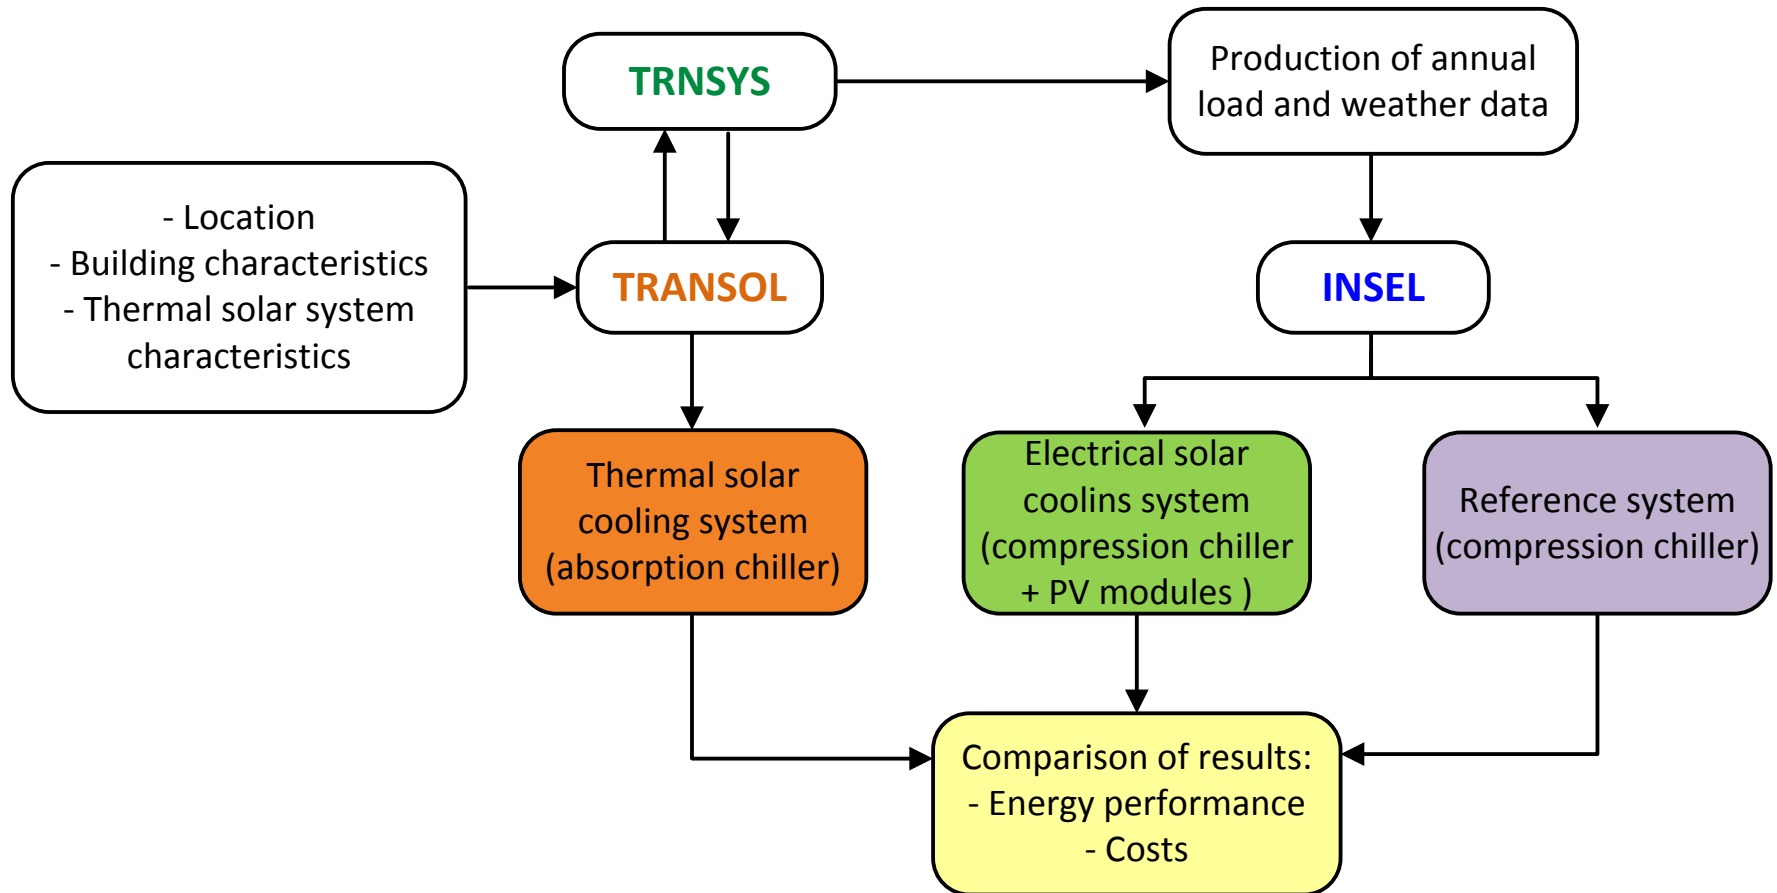 TRNSYS
Production of annual
load and weather data
- Location
- Building characteristics
- Thermal solar system
characteristics
TRANSOL
INSEL
Thermal solar
cooling system
(absorption chiller)
Electrical solar
coolins system
(compression chiller
+ PV modules )
Reference system
(compression chiller)
Comparison of results:
- Energy performance
- Costs